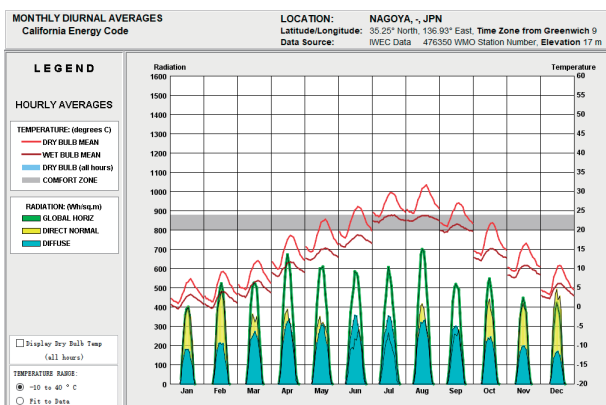 MONTHLY DIURNAL AVERAGES
California Energy Code
LOCATION: NAGOYA, -, JPN
Latitude/Longitude: 35.25° North, 136.93° East, Time Zone from Greenwich 9
Data Source: IWEC Data 476350 WMO Station Number, Elevation 17 m
LEGEND
HOURLY AVERAGES
TEMPERATURE: (degrees C)
DRY BULB MEAN
WET BULB MEAN
DRY BULB (all hours)
COMFORT ZONE
RADIATION: (Wh/sq.m)
GLOBAL HORIZ
DIRECT NORMAL
DIFFUSE
Display Dry Bulb Temp
(all hours)
TEMPERATURE RANGE:
-10 to 40 °C
Fit to Data
Radiation
Temperature
1600
1500
1400
1300
1200
1100
1000
900
800
700
600
500
400
300
200
100
0
60
55
50
45
40
35
30
25
20
15
10
5
0
-5
-10
-15
-20
Jan Feb Mar Apr May Jun Jul Aug Sep Oct Nov Dec